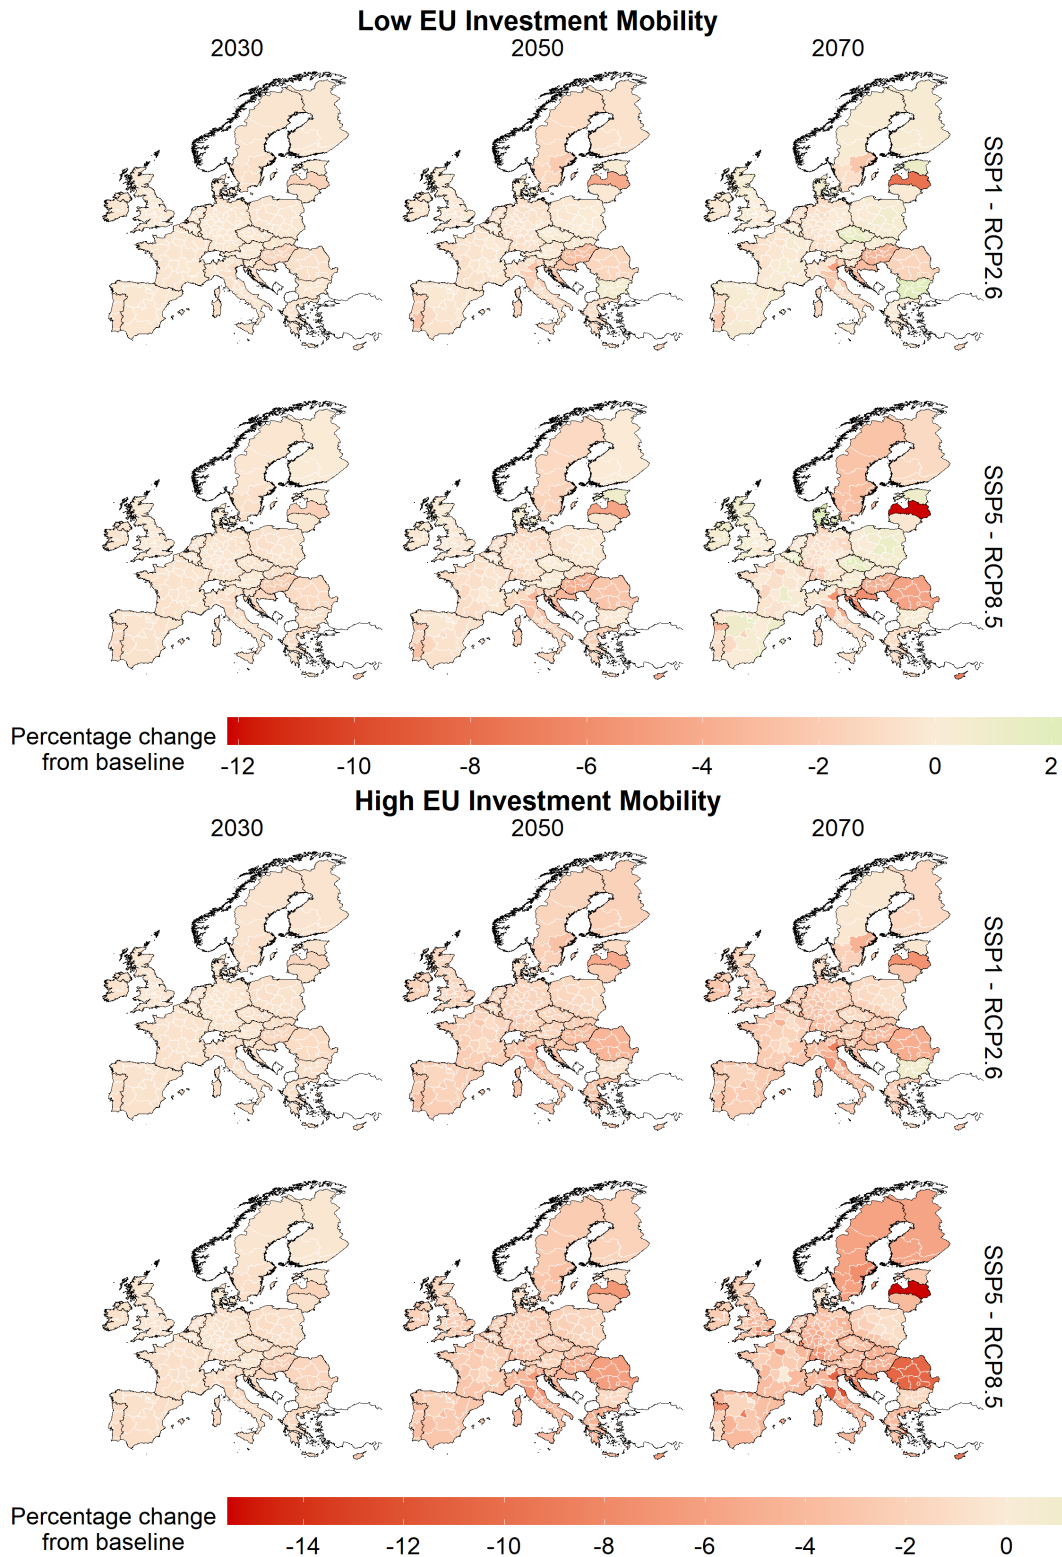 Low EU Investment Mobility
2030 2050 2070
SSP1 - RCP2.6
SSP5 - RCP8.5
Percentage change
from baseline
-12 -10 -8 -6 -4 -2 0 2
High EU Investment Mobility
2030 2050 2070
SSP1 - RCP2.6
SSP5 - RCP8.5
Percentage change
from baseline
-14 -12 -10 -8 -6 -4 -2 0